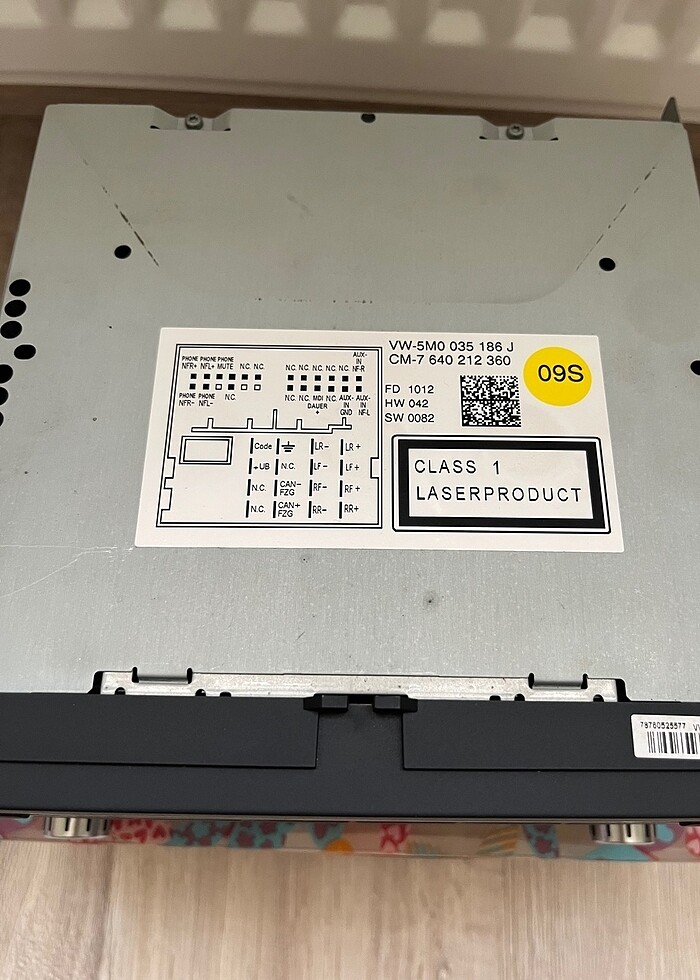 VW-5M0 035 186 J
CM-7 640 212 360
FD 1012
HW 042
SW 0082
09S
CLASS 1
LASERPRODUCT
PHONE PHONE PHONE
NFR+ NFL+ MUTE N.C. N.C.
PHONE PHONE N.C.
NFR- NFL-
AUX-
IN
NF-R
N.C. N.C. N.C. N.C. N.C.
N.C. N.C. MDI N.C. AUX- AUX-
DAUER IN IN
+ GND NF-L
Code LR- LR+
+UB N.C. LF- LF+
N.C. CAN- RF- RF+
FZG
N.C. CAN+ RR- RR+
FZG